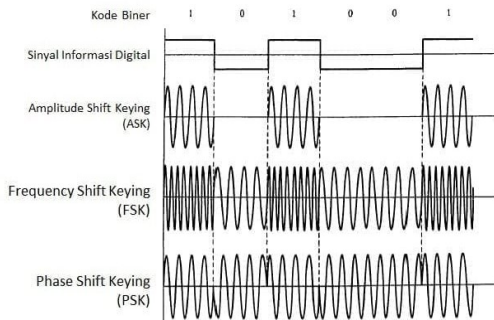 Kode Biner 1 0 1 0 0 1
Sinyal Informasi Digital
Amplitude Shift Keying
(ASK)
Frequency Shift Keying
(FSK)
Phase Shift Keying
(PSK)